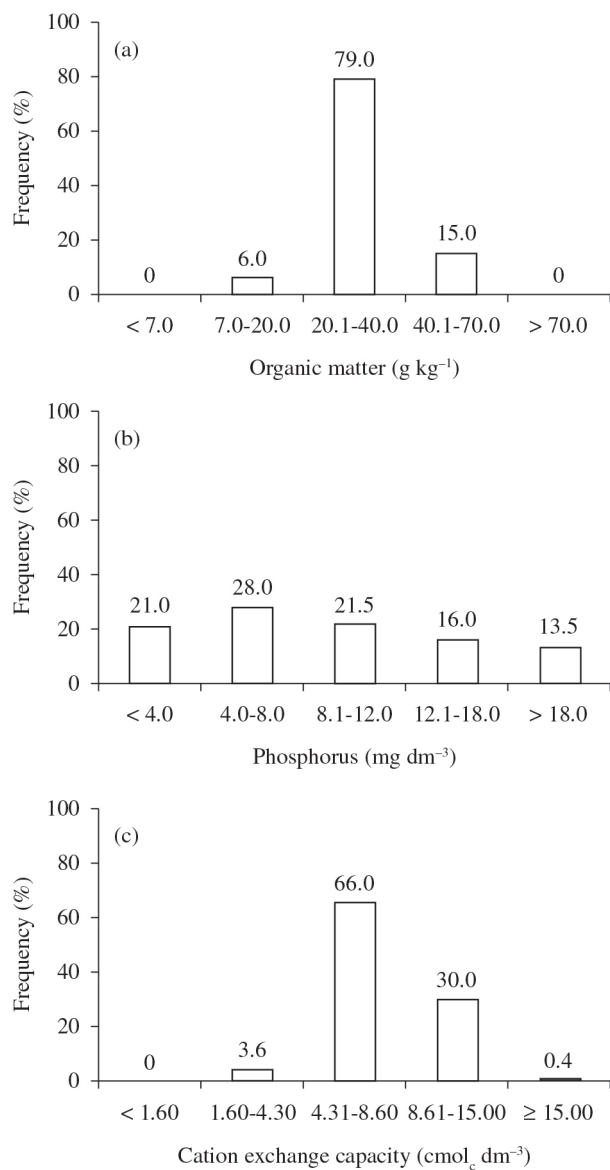 100
(a)
79.0
80
60
Frequency (%)
40
15.0
20
6.0
0
0
0
< 7.0 7.0-20.0 20.1-40.0 40.1-70.0 > 70.0
Organic matter (g kg⁻¹)
100
(b)
80
60
Frequency (%)
40
28.0
21.0
21.5
16.0
13.5
20
0
< 4.0 4.0-8.0 8.1-12.0 12.1-18.0 > 18.0
Phosphorus (mg dm⁻³)
100
(c)
80
66.0
60
Frequency (%)
40
30.0
20
0
3.6
0.4
0
< 1.60 1.60-4.30 4.31-8.60 8.61-15.00 ≥ 15.00
Cation exchange capacity (cmol_c dm⁻³)